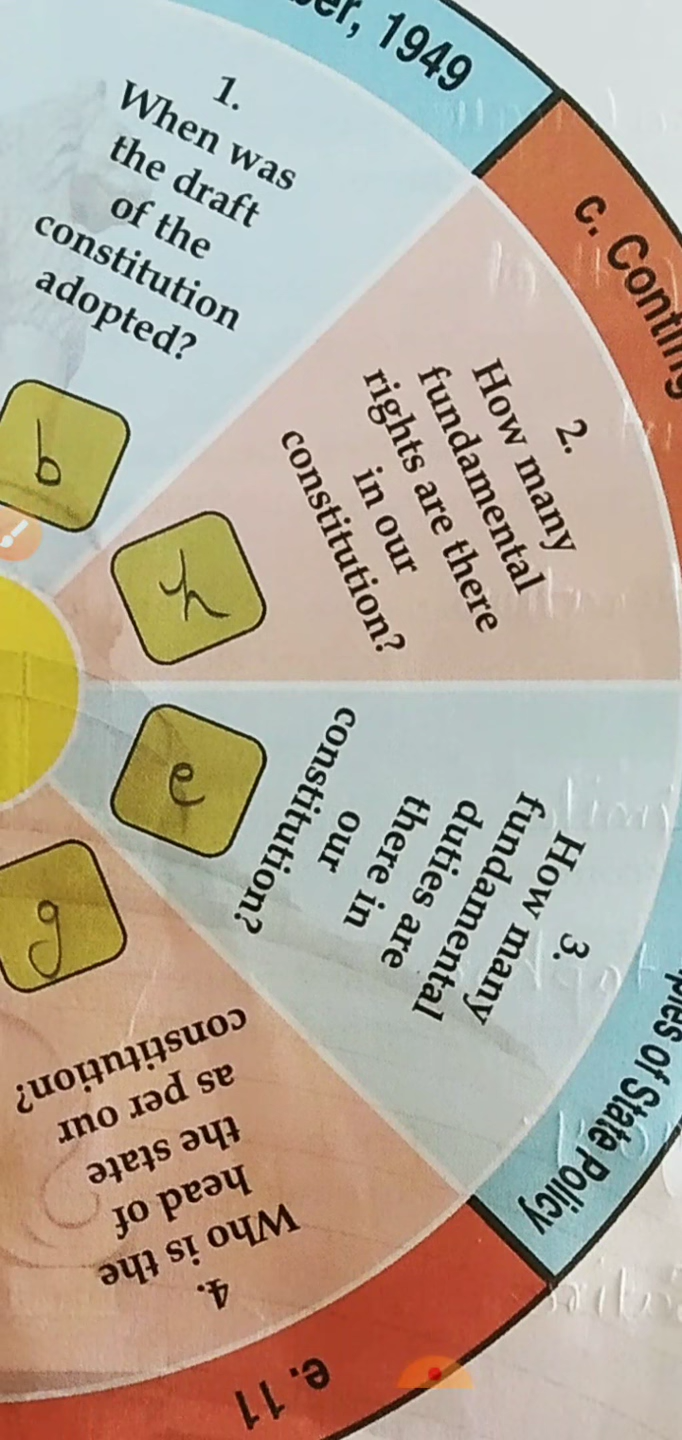 1949
1.
When was
the draft
of the
constitution
adopted?
b
c.
2.
How many
fundamental
rights are there
in our
constitution?
h
3.
How many
fundamental
duties are
there in
our
constitution?
e
of State Policy
4.
Who is the
head of
the state
as per our
constitution?
g
e. 11